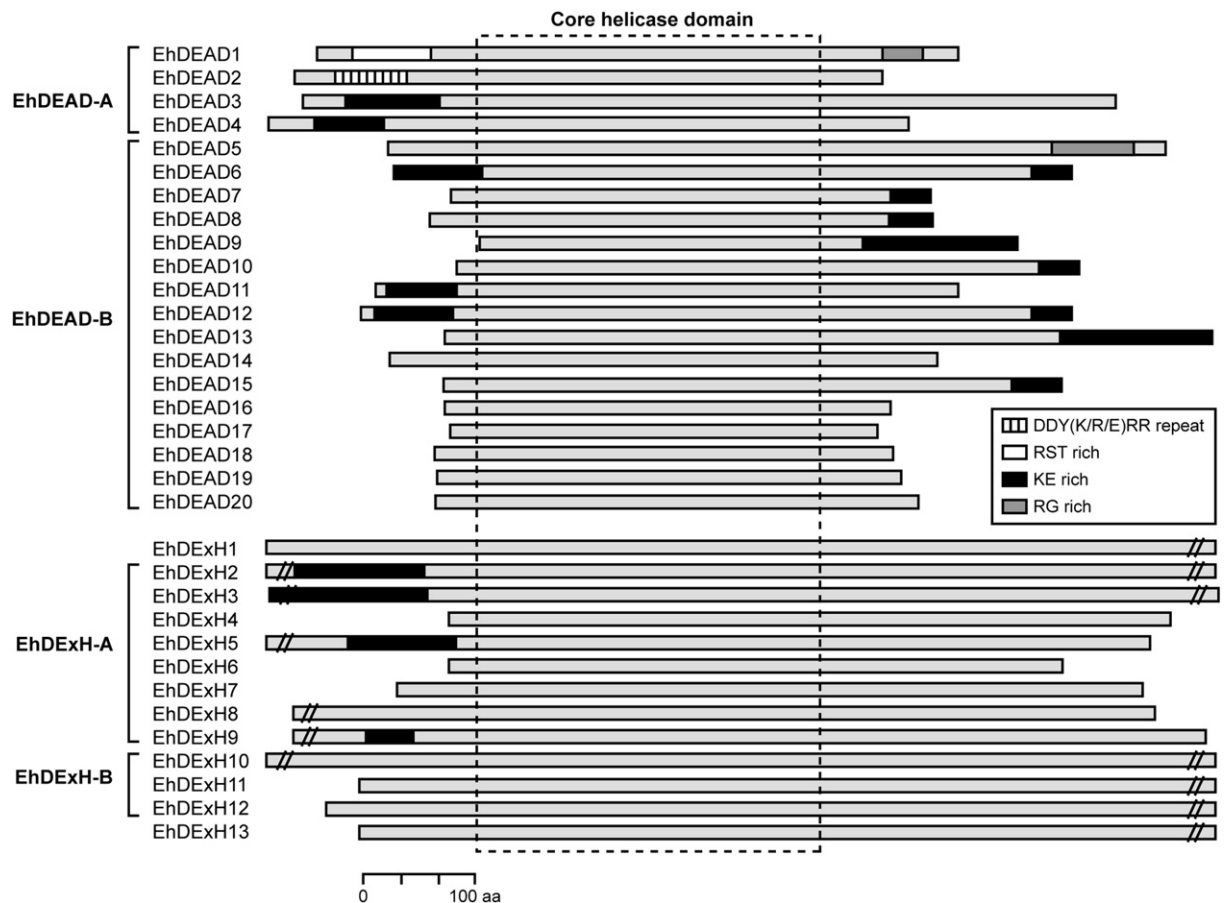 Core helicase domain
EhDEAD-A
EhDEAD1
EhDEAD2
EhDEAD3
EhDEAD4
EhDEAD-B
EhDEAD5
EhDEAD6
EhDEAD7
EhDEAD8
EhDEAD9
EhDEAD10
EhDEAD11
EhDEAD12
EhDEAD13
EhDEAD14
EhDEAD15
EhDEAD16
EhDEAD17
EhDEAD18
EhDEAD19
EhDEAD20
DDY(K/R/E)RR repeat
RST rich
KE rich
RG rich
EhDExH1
EhDExH-A
EhDExH2
EhDExH3
EhDExH4
EhDExH5
EhDExH6
EhDExH7
EhDExH8
EhDExH9
EhDExH-B
EhDExH10
EhDExH11
EhDExH12
EhDExH13
0 100 aa